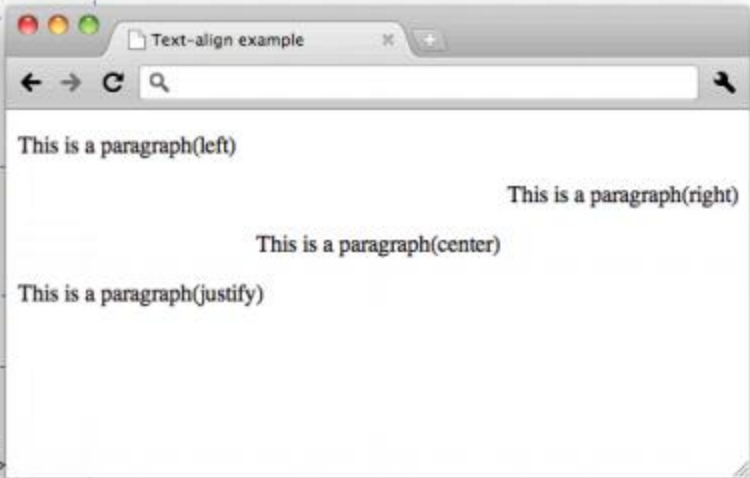 Text-align example
This is a paragraph(left)
This is a paragraph(right)
This is a paragraph(center)
This is a paragraph(justify)